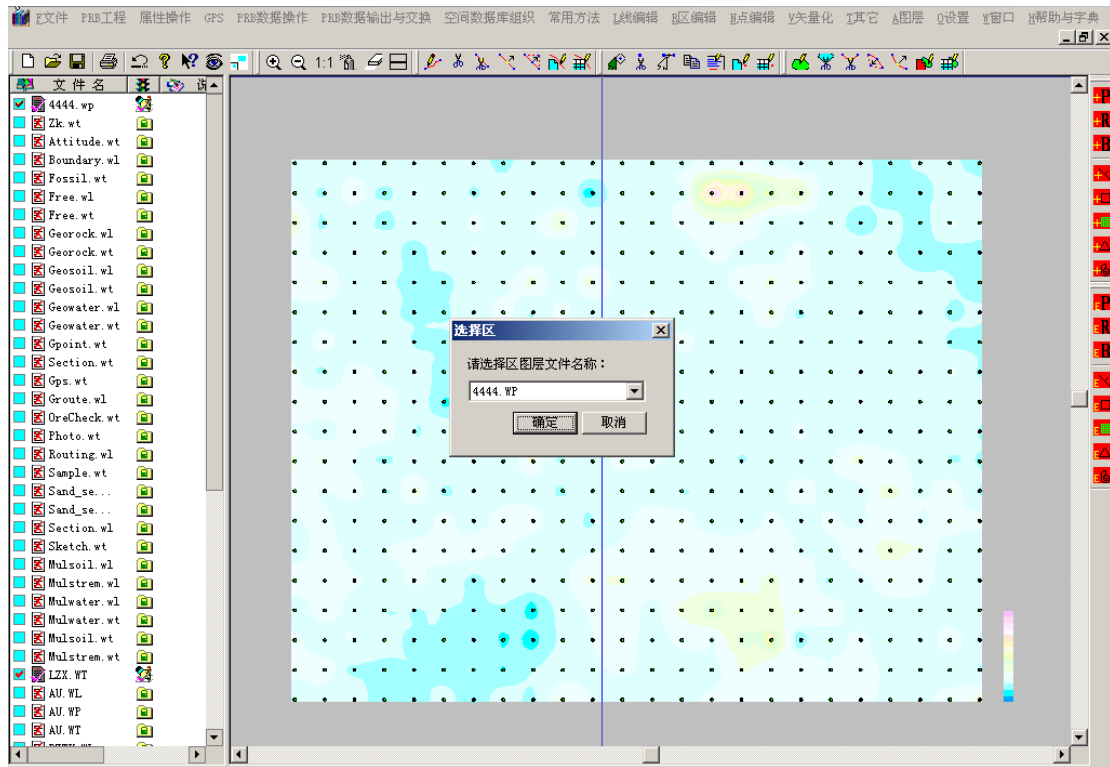 F文件 PRB工程 属性操作 GPS PRB数据操作 PRB数据输出与交换 空间数据库组织 常用方法 L线编辑 R区编辑 N点编辑 V矢量化 I其它 A图层 O设置 W窗口 H帮助与字典
1:1
文件名
4444.wp
Zk.wt
Attitude.wt
Boundary.wl
Fossil.wt
Free.wl
Free.wt
Georock.wl
Georock.wt
Geosoil.wl
Geosoil.wt
Geowater.wl
Geowater.wt
Gpoint.wt
Section.wt
Gps.wt
Groute.wl
OreCheck.wt
Photo.wt
Routing.wl
Sample.wt
Sand_se...
Sand_se...
Section.wl
Sketch.wt
Mulsoil.wl
Mulstrem.wl
Mulwater.wl
Mulwater.wt
Mulsoil.wt
Mulstrem.wt
LZX.WT
AU.WL
AU.WP
AU.WT
选择区
请选择区图层文件名称：
4444.WP
确定 取消
+P
+R
+B
EP
ER
EB